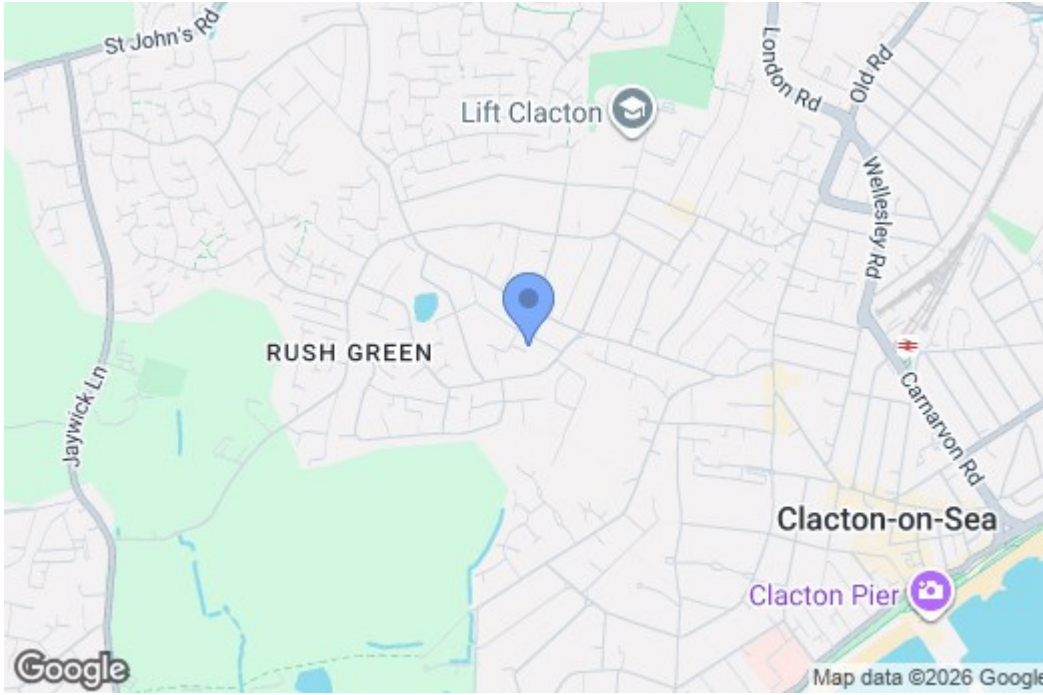 St John's Rd
London Rd
Old Rd
Lift Clacton
Wellesley Rd
RUSH GREEN
Jaywick Ln
Carnarvon Rd
Clacton-on-Sea
Clacton Pier
Google
Map data ©2026 Google